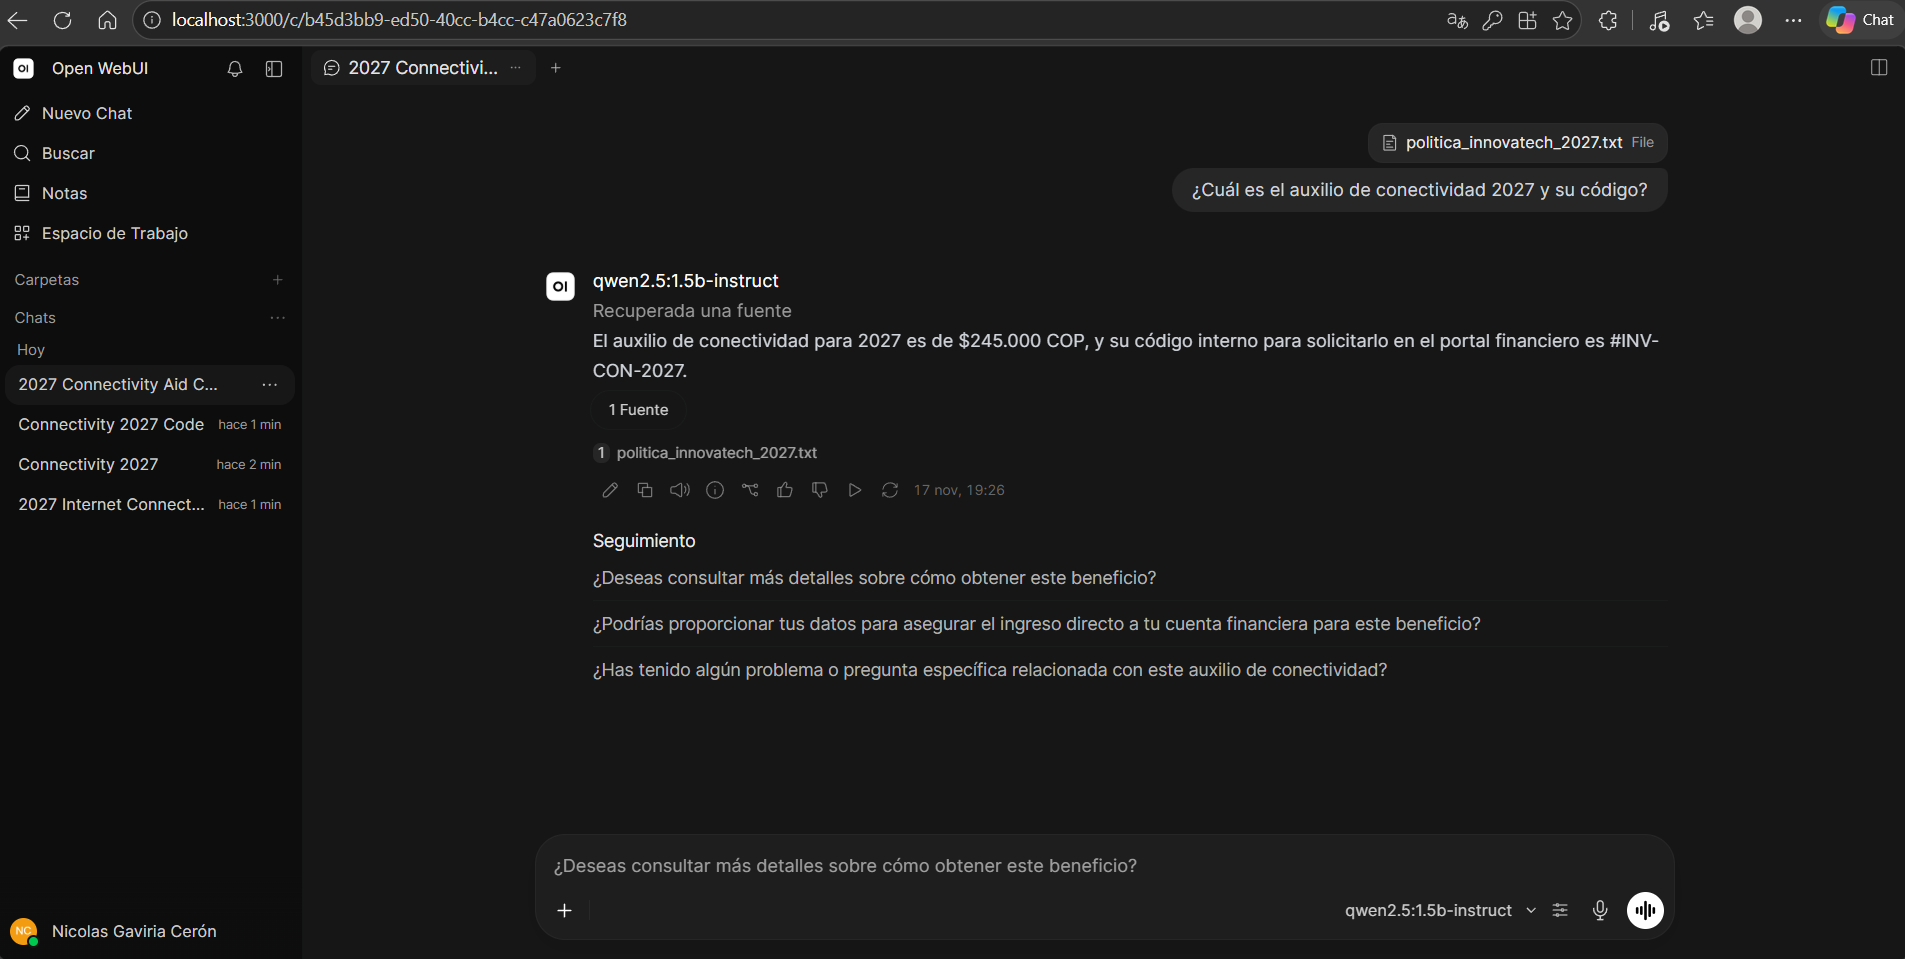 localhost:3000/c/b45d3bb9-ed50-40cc-b4cc-c47a0623c7f8
Chat
OI Open WebUI
2027 Connectivi...
Nuevo Chat
Buscar
Notas
Espacio de Trabajo
Carpetas
Chats
Hoy
2027 Connectivity Aid C...
Connectivity 2027 Code hace 1 min
Connectivity 2027 hace 2 min
2027 Internet Connect... hace 1 min
NC Nicolas Gaviria Cerón
politica_innovatech_2027.txt File
¿Cuál es el auxilio de conectividad 2027 y su código?
OI qwen2.5:1.5b-instruct
Recuperada una fuente
El auxilio de conectividad para 2027 es de $245.000 COP, y su código interno para solicitarlo en el portal financiero es #INV-
CON-2027.
1 Fuente
1 politica_innovatech_2027.txt
17 nov, 19:26
Seguimiento
¿Deseas consultar más detalles sobre cómo obtener este beneficio?
¿Podrías proporcionar tus datos para asegurar el ingreso directo a tu cuenta financiera para este beneficio?
¿Has tenido algún problema o pregunta específica relacionada con este auxilio de conectividad?
¿Deseas consultar más detalles sobre cómo obtener este beneficio?
qwen2.5:1.5b-instruct